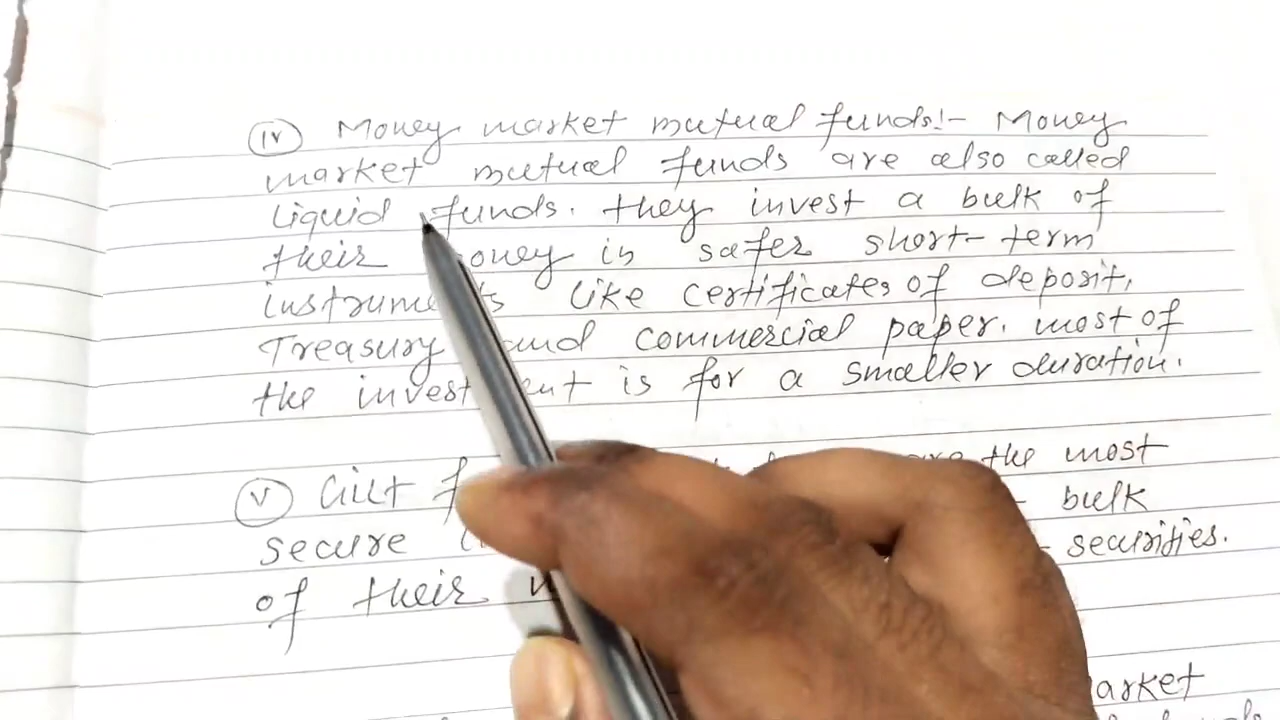 (iv) Money market mutual funds:- Money
market mutual funds are also called
Liquid funds. they invest a bulk of
their money in safer short-term
instruments like certificates of deposit,
Treasury and commercial paper. most of
the investment is for a smaller duration.
(v) Gilt are the most
secure bulk
of their securities.
market